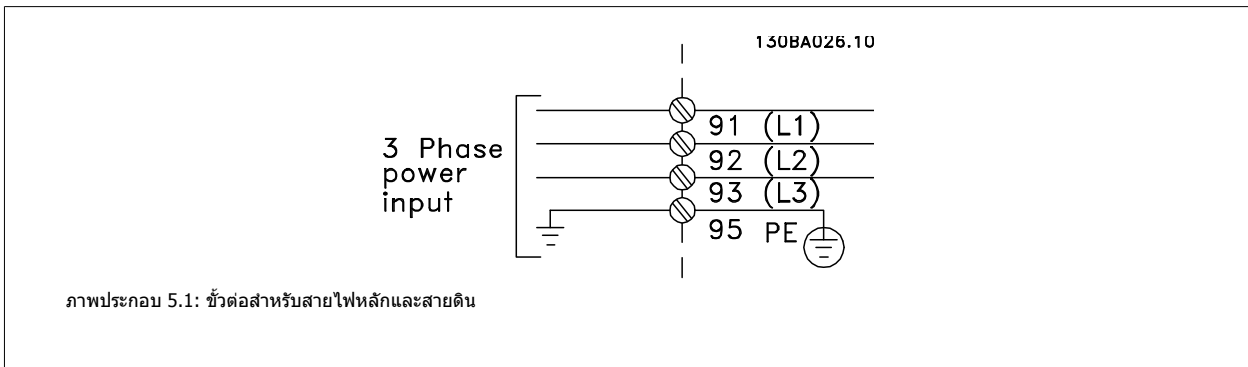 130BA026.10
3 Phase
power
input
91 (L1)
92 (L2)
93 (L3)
95 PE
ภาพประกอบ 5.1: ขั้วต่อสำหรับสายไฟหลักและสายดิน